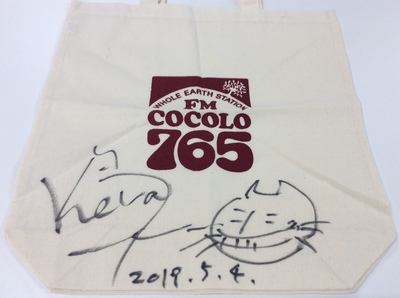 WHOLE EARTH STATION
FM
COCOLO
765
2019.5.4.